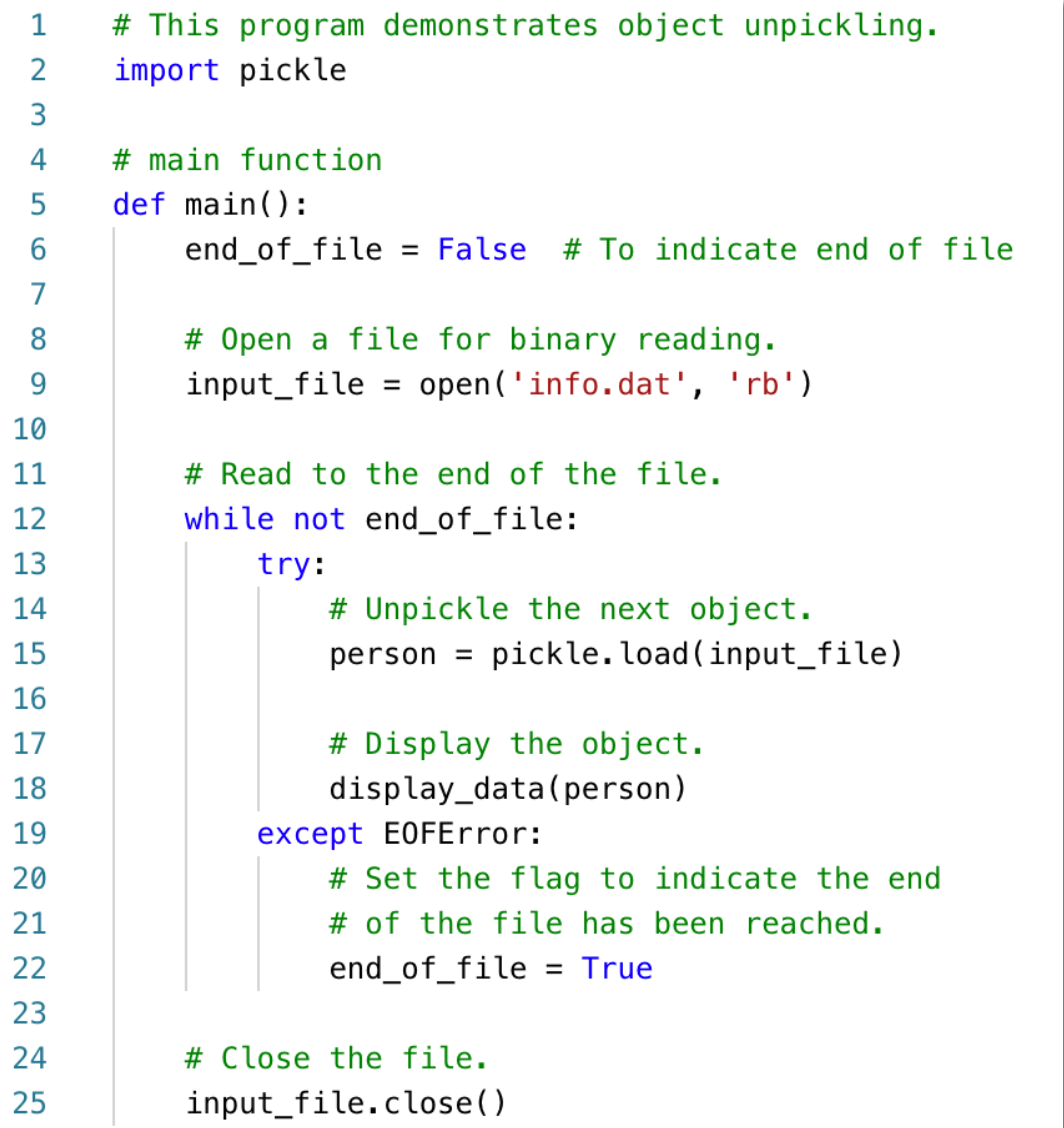 1 # This program demonstrates object unpickling.
2 import pickle
3
4 # main function
5 def main():
6     end_of_file = False  # To indicate end of file
7
8     # Open a file for binary reading.
9     input_file = open('info.dat', 'rb')
10
11     # Read to the end of the file.
12     while not end_of_file:
13         try:
14             # Unpickle the next object.
15             person = pickle.load(input_file)
16
17             # Display the object.
18             display_data(person)
19         except EOFError:
20             # Set the flag to indicate the end
21             # of the file has been reached.
22             end_of_file = True
23
24     # Close the file.
25     input_file.close()